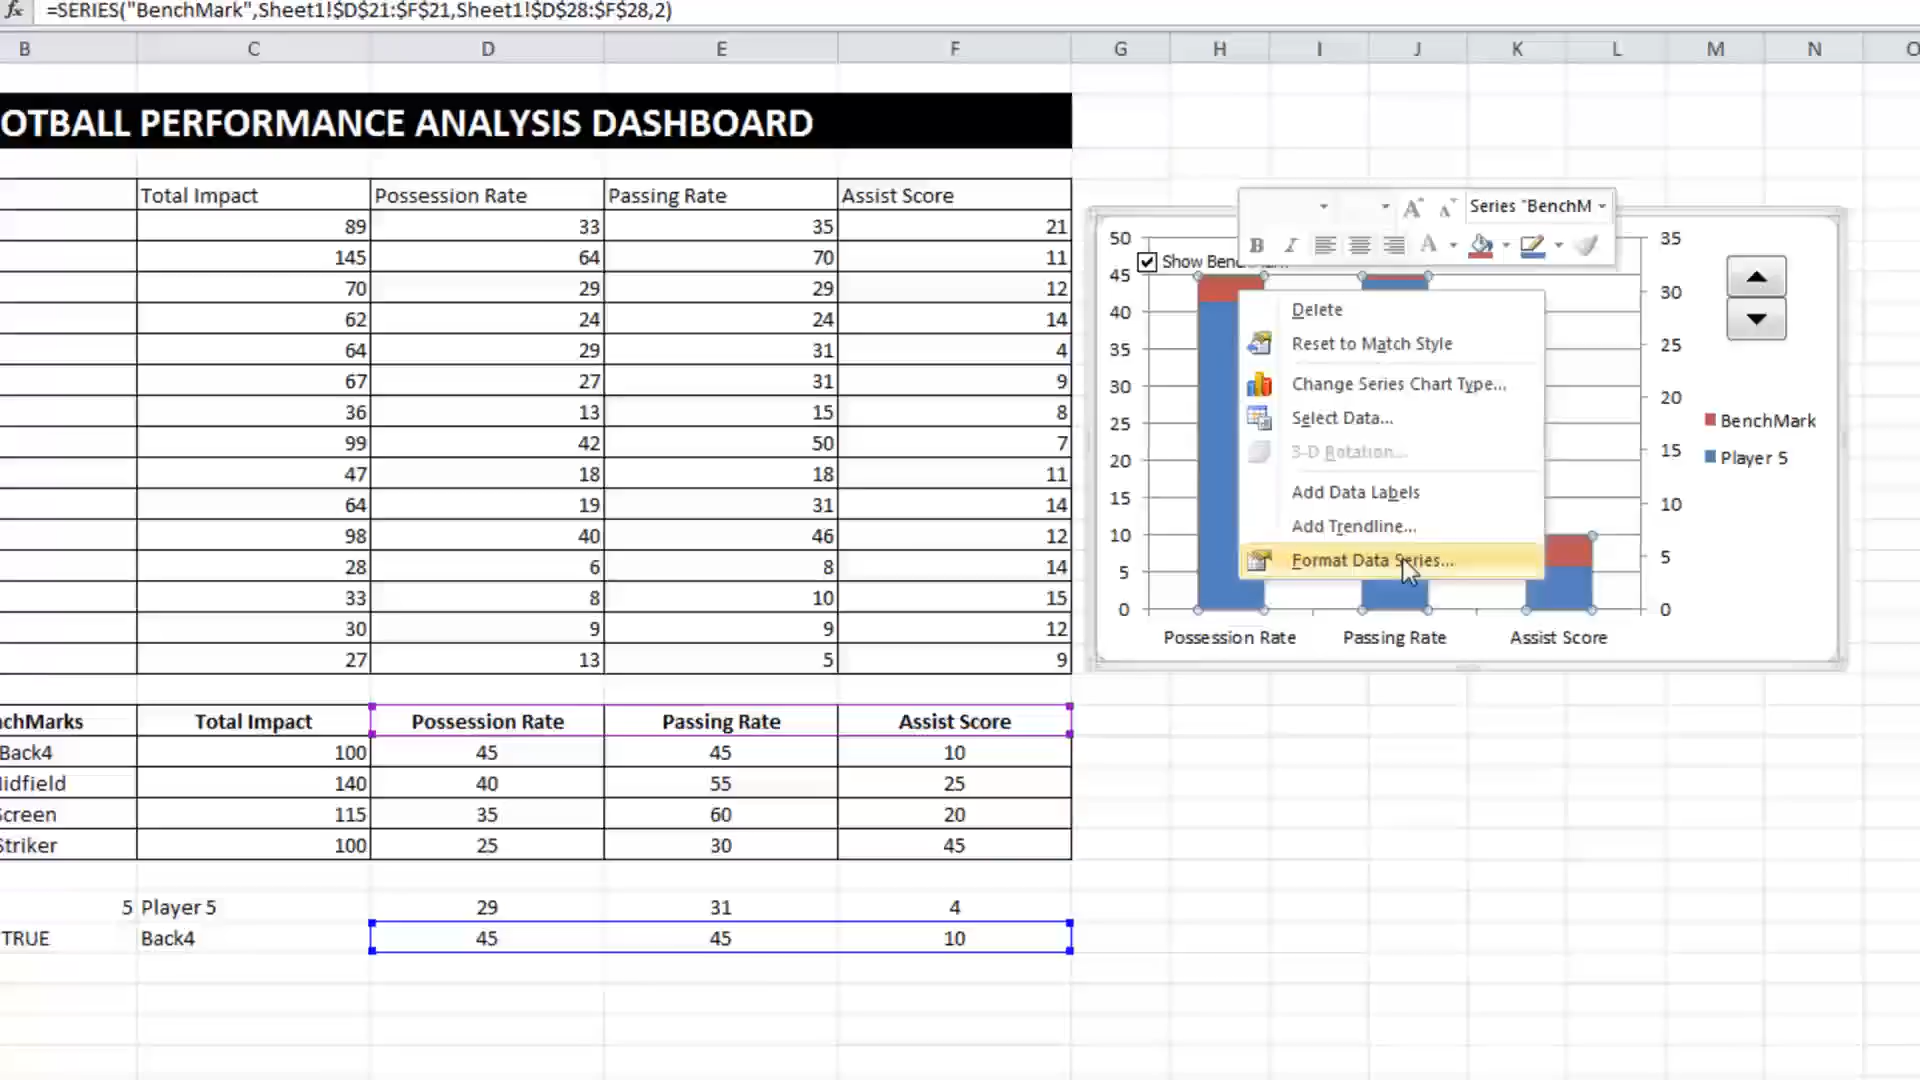 fx =SERIES("BenchMark",Sheet1!$D$21:$F$21,Sheet1!$D$28:$F$28,2)
B C D E F G H I J K L M N O
OTBALL PERFORMANCE ANALYSIS DASHBOARD
Total Impact Possession Rate Passing Rate Assist Score
89 33 35 21
145 64 70 11
70 29 29 12
62 24 24 14
64 29 31 4
67 27 31 9
36 13 15 8
99 42 50 7
47 18 18 11
64 19 31 14
98 40 46 12
28 6 8 14
33 8 10 15
30 9 9 12
27 13 5 9
nchMarks Total Impact Possession Rate Passing Rate Assist Score
Back4 100 45 45 10
lidfield 140 40 55 25
Screen 115 35 60 20
Striker 100 25 30 45
5 Player 5 29 31 4
TRUE Back4 45 45 10
Series "BenchM
B I A
Show Ben
50
45
40
35
30
25
20
15
10
5
0
35
30
25
20
15
10
5
0
Delete
Reset to Match Style
Change Series Chart Type...
Select Data...
3-D Rotation...
Add Data Labels
Add Trendline...
Format Data Series...
BenchMark
Player 5
Possession Rate Passing Rate Assist Score